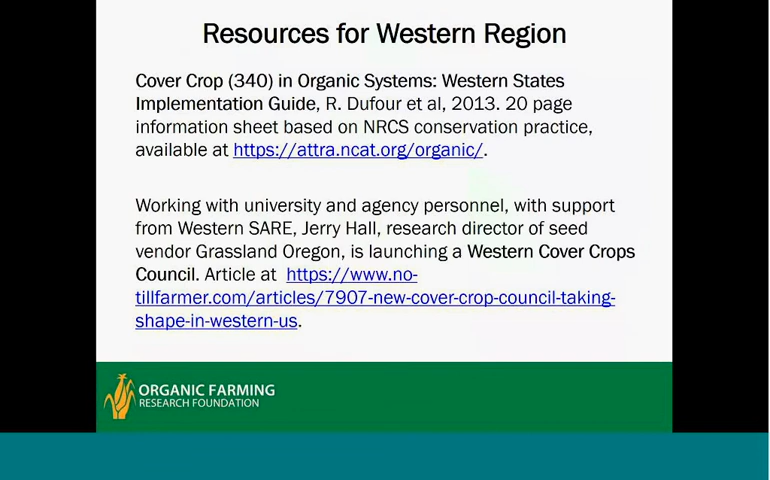 Resources for Western Region
Cover Crop (340) in Organic Systems: Western States
Implementation Guide, R. Dufour et al, 2013. 20 page
information sheet based on NRCS conservation practice,
available at https://attra.ncat.org/organic/.
Working with university and agency personnel, with support
from Western SARE, Jerry Hall, research director of seed
vendor Grassland Oregon, is launching a Western Cover Crops
Council. Article at https://www.no-
tillfarmer.com/articles/7907-new-cover-crop-council-taking-
shape-in-western-us.
ORGANIC FARMING
RESEARCH FOUNDATION